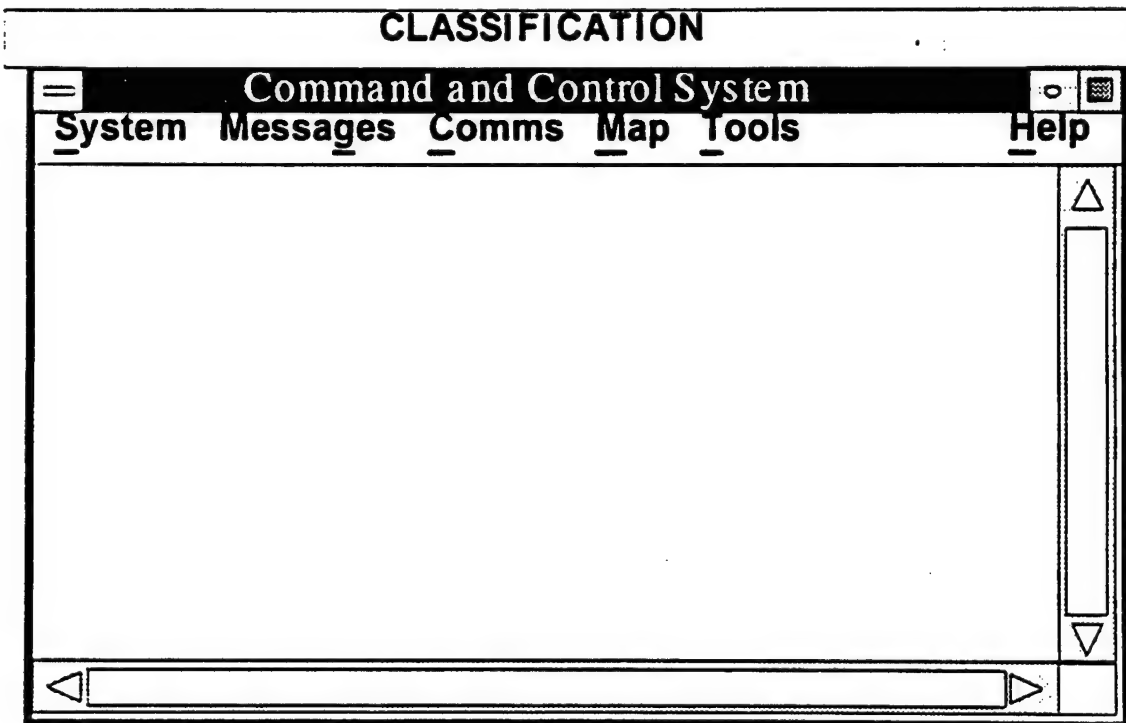 CLASSIFICATION
Command and Control System
System Messages Comms Map Tools Help